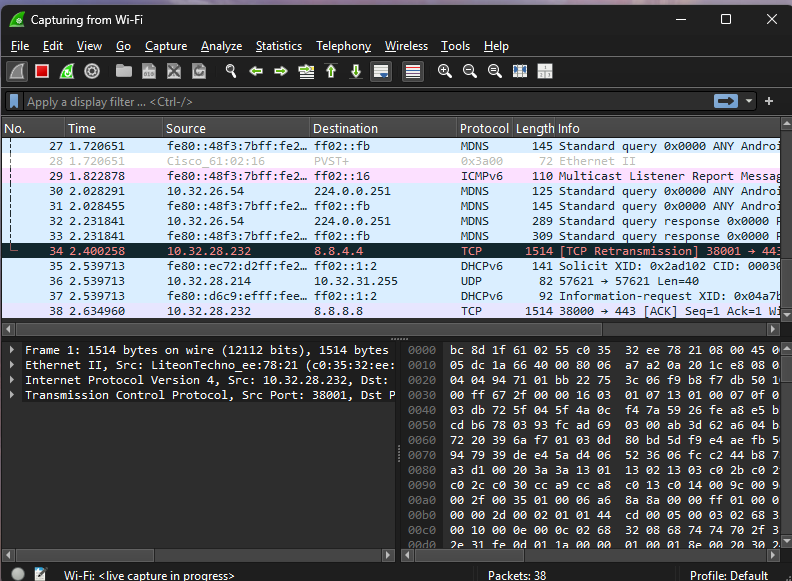 Capturing from Wi-Fi
File Edit View Go Capture Analyze Statistics Telephony Wireless Tools Help
Apply a display filter ... <Ctrl-/>
No. Time Source Destination Protocol Length Info
27 1.720651 fe80::48f3:7bff:fe2… ff02::fb MDNS 145 Standard query 0x0000 ANY Androi
28 1.720651 Cisco_61:02:16 PVST+ 0x3a00 72 Ethernet II
29 1.822878 fe80::48f3:7bff:fe2… ff02::16 ICMPv6 110 Multicast Listener Report Messag
30 2.028291 10.32.26.54 224.0.0.251 MDNS 125 Standard query 0x0000 ANY Androi
31 2.028455 fe80::48f3:7bff:fe2… ff02::fb MDNS 145 Standard query 0x0000 ANY Androi
32 2.231841 10.32.26.54 224.0.0.251 MDNS 289 Standard query response 0x0000
33 2.231841 fe80::48f3:7bff:fe2… ff02::fb MDNS 309 Standard query response 0x0000
34 2.400258 10.32.28.232 8.8.4.4 TCP 1514 [TCP Retransmission] 38001 → 443
35 2.539713 fe80::ec72:d2ff:fe2… ff02::1:2 DHCPv6 141 Solicit XID: 0x2ad102 CID: 00030
36 2.539713 10.32.28.214 10.32.31.255 UDP 82 57621 → 57621 Len=40
37 2.539713 fe80::d6c9:efff:fee… ff02::1:2 DHCPv6 92 Information-request XID: 0x04a7b
38 2.634960 10.32.28.232 8.8.8.8 TCP 1514 38000 → 443 [ACK] Seq=1 Ack=1 Wi
Frame 1: 1514 bytes on wire (12112 bits), 1514 bytes
Ethernet II, Src: LiteonTechno_ee:78:21 (c0:35:32:ee:
Internet Protocol Version 4, Src: 10.32.28.232, Dst:
Transmission Control Protocol, Src Port: 38001, Dst P
0000 bc 8d 1f 61 02 55 c0 35 32 ee 78 21 08 00 45 0
0010 05 dc 1a 66 40 00 80 06 a7 a2 0a 20 1c e8 08 0
0020 04 04 94 71 01 bb 22 75 3c 06 f9 b8 f7 db 50 1
0030 00 ff 67 2f 00 00 16 03 01 07 13 01 00 07 0f 0
0040 03 db 72 5f 04 5f 4a 0c f4 7a 59 26 fe a8 e5 b
0050 cd b6 78 03 93 fc ad 69 03 00 ab 3d 62 a6 04 b
0060 72 20 39 6a f7 01 03 0d 80 bd 5d f9 e4 ae fb 5
0070 94 79 39 de e4 5a d4 06 52 36 06 fc c2 44 b8 7
0080 a3 d1 00 20 3a 3a 13 01 13 02 13 03 c0 2b c0 2
0090 c0 2c c0 30 cc a9 cc a8 c0 13 c0 14 00 9c 00 9
00a0 00 2f 00 35 01 00 06 a6 8a 8a 00 00 ff 01 00 0
00b0 00 00 2d 00 02 01 01 44 cd 00 05 00 03 02 68 3
00c0 00 10 00 0e 00 0c 02 68 32 08 68 74 74 70 2f 3
00d0 2e 31 fe 0d 01 1a 00 00 01 00 01 8e 00 20 30 2
Wi-Fi: <live capture in progress> Packets: 38 Profile: Default